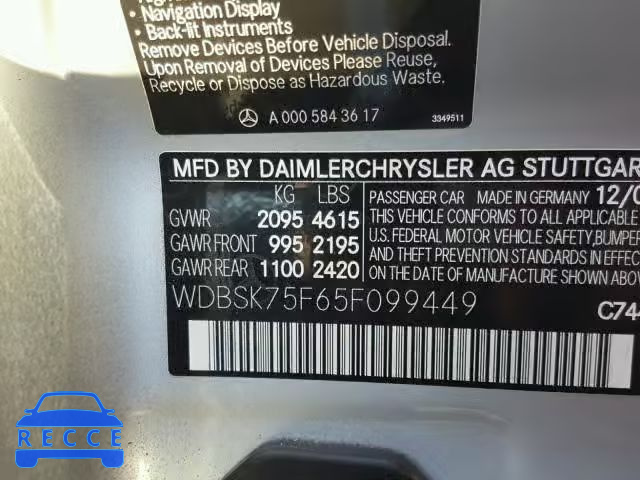 • Navigation Display
• Back-lit Instruments
Remove Devices Before Vehicle Disposal.
Upon Removal of Devices Please Reuse,
Recycle or Dispose as Hazardous Waste.
A 000 584 36 17
3349511
MFD BY DAIMLERCHRYSLER AG STUTTGAR
KG LBS
GVWR 2095 4615
GAWR FRONT 995 2195
GAWR REAR 1100 2420
PASSENGER CAR MADE IN GERMANY 12/0
THIS VEHICLE CONFORMS TO ALL APPLICAB
U.S. FEDERAL MOTOR VEHICLE SAFETY, BUMPER
AND THEFT PREVENTION STANDARDS IN EFFEC
ON THE DATE OF MANUFACTURE SHOWN ABOVE
WDBSK75F65F099449
C744
RECCE